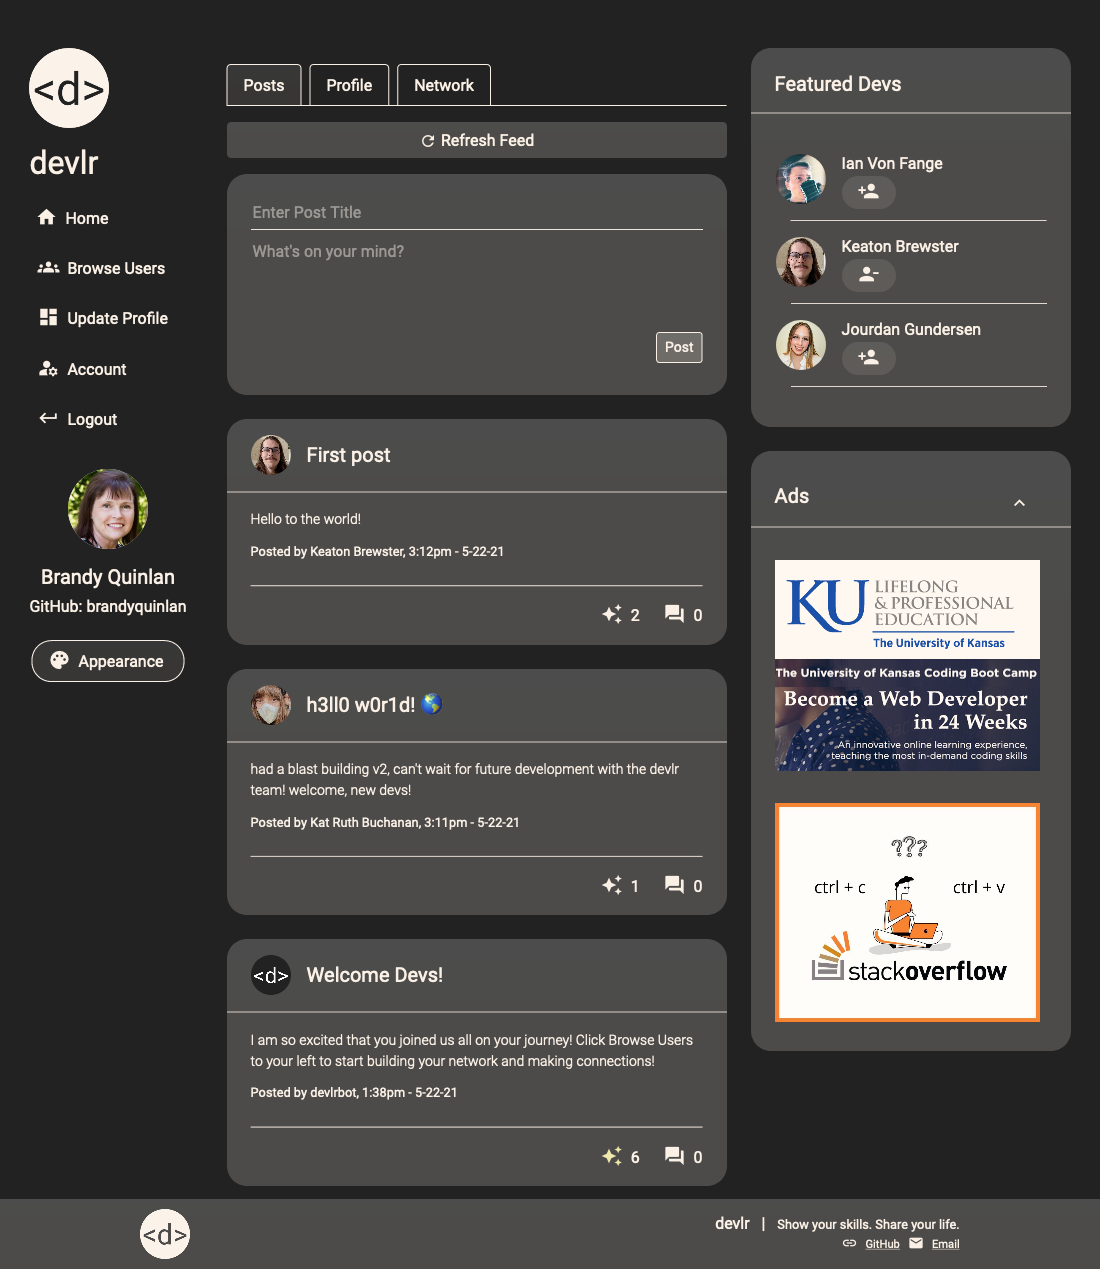 <d>
devlr
Home
Browse Users
Update Profile
Account
Logout
Brandy Quinlan
GitHub: brandyquinlan
Appearance
Posts
Profile
Network
Refresh Feed
Enter Post Title
What's on your mind?
Post
First post
Hello to the world!
Posted by Keaton Brewster, 3:12pm - 5-22-21
2 0
h3ll0 w0r1d! 🌎
had a blast building v2, can't wait for future development with the devlr
team! welcome, new devs!
Posted by Kat Ruth Buchanan, 3:11pm - 5-22-21
1 0
<d>
Welcome Devs!
I am so excited that you joined us all on your journey! Click Browse Users
to your left to start building your network and making connections!
Posted by devlrbot, 1:38pm - 5-22-21
6 0
Featured Devs
Ian Von Fange
Keaton Brewster
Jourdan Gundersen
Ads
KU
LIFELONG
& PROFESSIONAL
EDUCATION
The University of Kansas
The University of Kansas Coding Boot Camp
Become a Web Developer
in 24 Weeks
An innovative online learning experience,
teaching the most in-demand coding skills
???
ctrl + c
ctrl + v
stackoverflow
<d>
devlr | Show your skills. Share your life.
GitHub Email